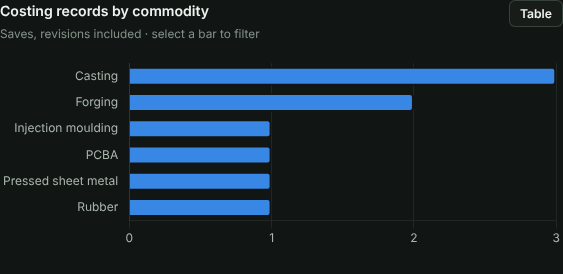 Costing records by commodity
Table
Saves, revisions included · select a bar to filter
Casting
Forging
Injection moulding
PCBA
Pressed sheet metal
Rubber
0 1 2 3